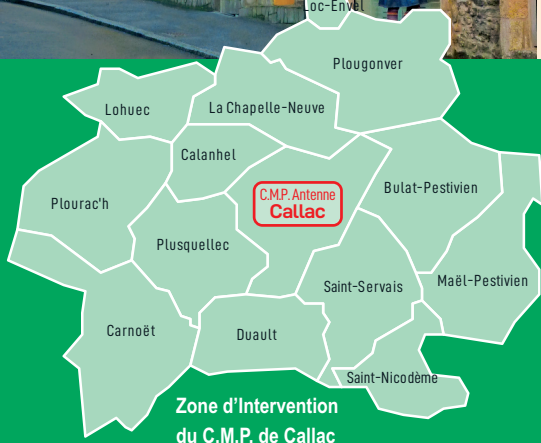 Loc-Envel
Plougonver
Lohuec
La Chapelle-Neuve
Calanhel
Bulat-Pestivien
C.M.P. Antenne
Callac
Plourac'h
Plusquellec
Saint-Servais
Maël-Pestivien
Carnoët
Duault
Saint-Nicodème
Zone d'Intervention
du C.M.P. de Callac